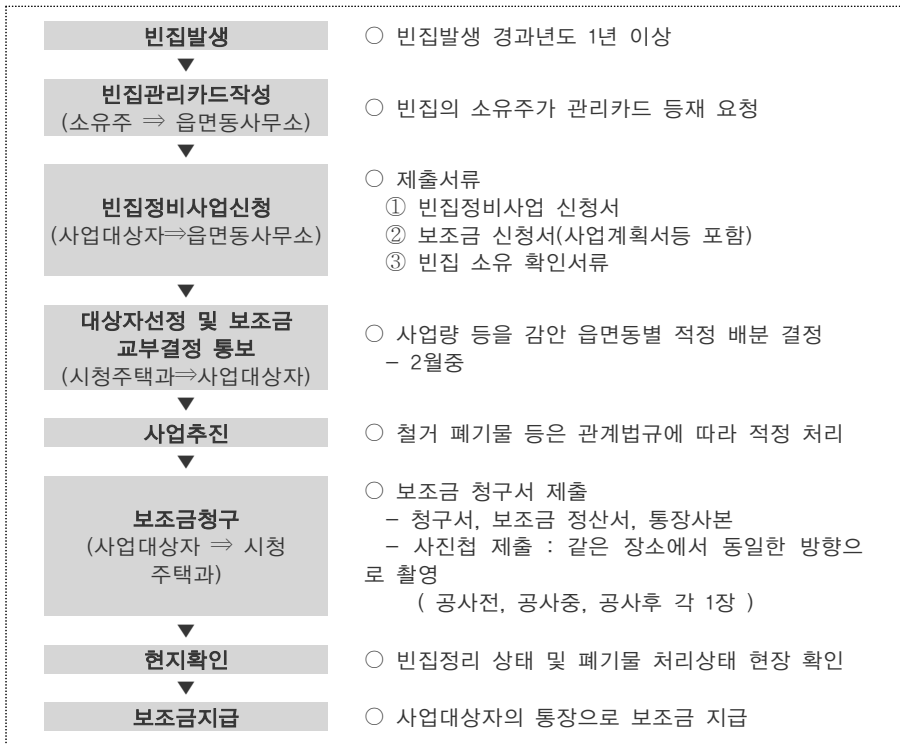 빈집발생
○ 빈집발생 경과년도 1년 이상
▼
빈집관리카드작성
(소유주 ⇒ 읍면동사무소)
○ 빈집의 소유주가 관리카드 등재 요청
▼
빈집정비사업신청
(사업대상자⇒읍면동사무소)
○ 제출서류
① 빈집정비사업 신청서
② 보조금 신청서(사업계획서등 포함)
③ 빈집 소유 확인서류
▼
대상자선정 및 보조금
교부결정 통보
(시청주택과⇒사업대상자)
○ 사업량 등을 감안 읍면동별 적정 배분 결정
- 2월중
▼
사업추진
○ 철거 폐기물 등은 관계법규에 따라 적정 처리
▼
보조금청구
(사업대상자 ⇒ 시청
주택과)
○ 보조금 청구서 제출
- 청구서, 보조금 정산서, 통장사본
- 사진첩 제출 : 같은 장소에서 동일한 방향으
로 촬영
( 공사전, 공사중, 공사후 각 1장 )
▼
현지확인
○ 빈집정리 상태 및 폐기물 처리상태 현장 확인
▼
보조금지급
○ 사업대상자의 통장으로 보조금 지급